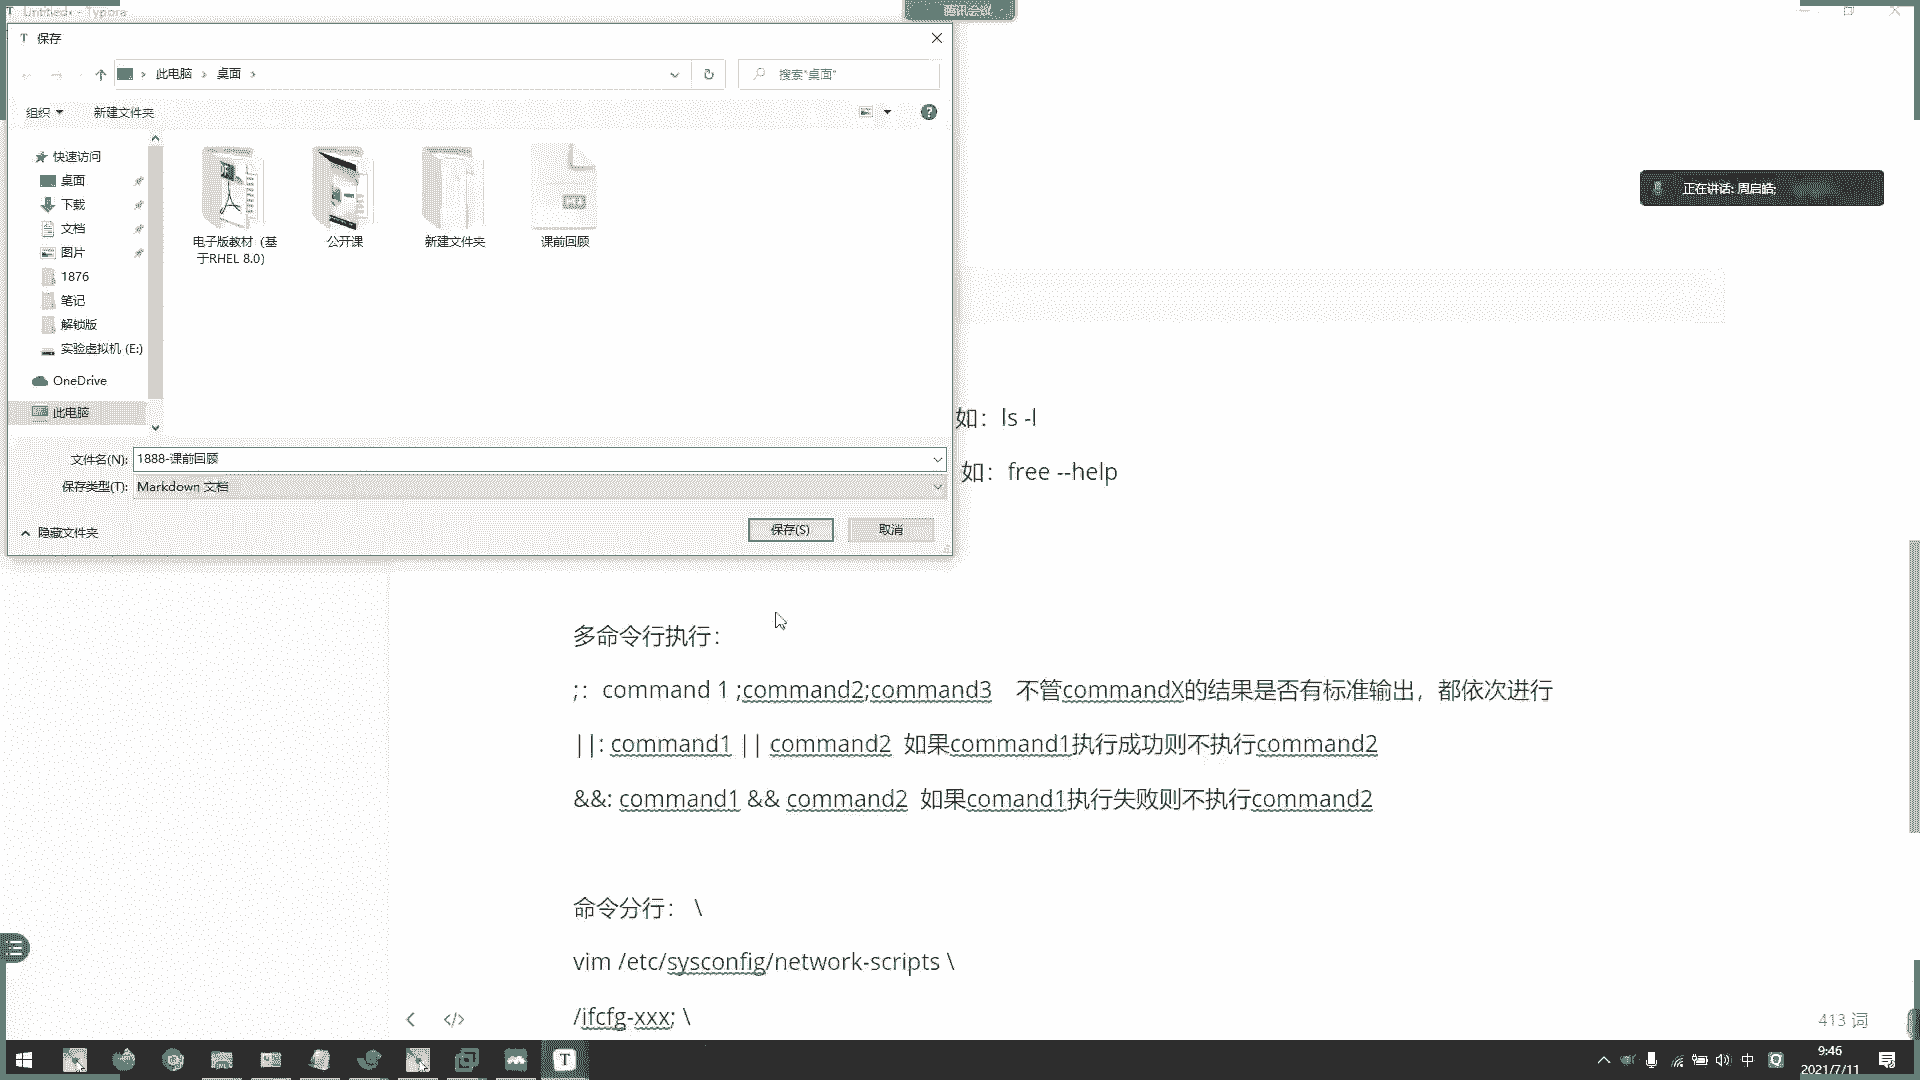 Untitled• - Typora
腾讯会议
保存
此电脑 › 桌面 ›
搜索"桌面"
组织
新建文件夹
快速访问
桌面
下载
文档
图片
1876
笔记
解锁版
实验虚拟机 (E:)
OneDrive
此电脑
电子版教材（基
于RHEL 8.0）
公开课
新建文件夹
课前回顾
正在讲话: 周启皓;
文件名(N): 1888-课前回顾
保存类型(T): Markdown 文档
隐藏文件夹
保存(S)
取消
如：ls -l
如：free --help
多命令行执行：
;：command 1 ;command2;command3 不管commandX的结果是否有标准输出，都依次进行
||: command1 || command2 如果command1执行成功则不执行command2
&&: command1 && command2 如果comand1执行失败则不执行command2
命令分行： \
vim /etc/sysconfig/network-scripts \
/ifcfg-xxx; \
413 词
中
9:46
2021/7/11